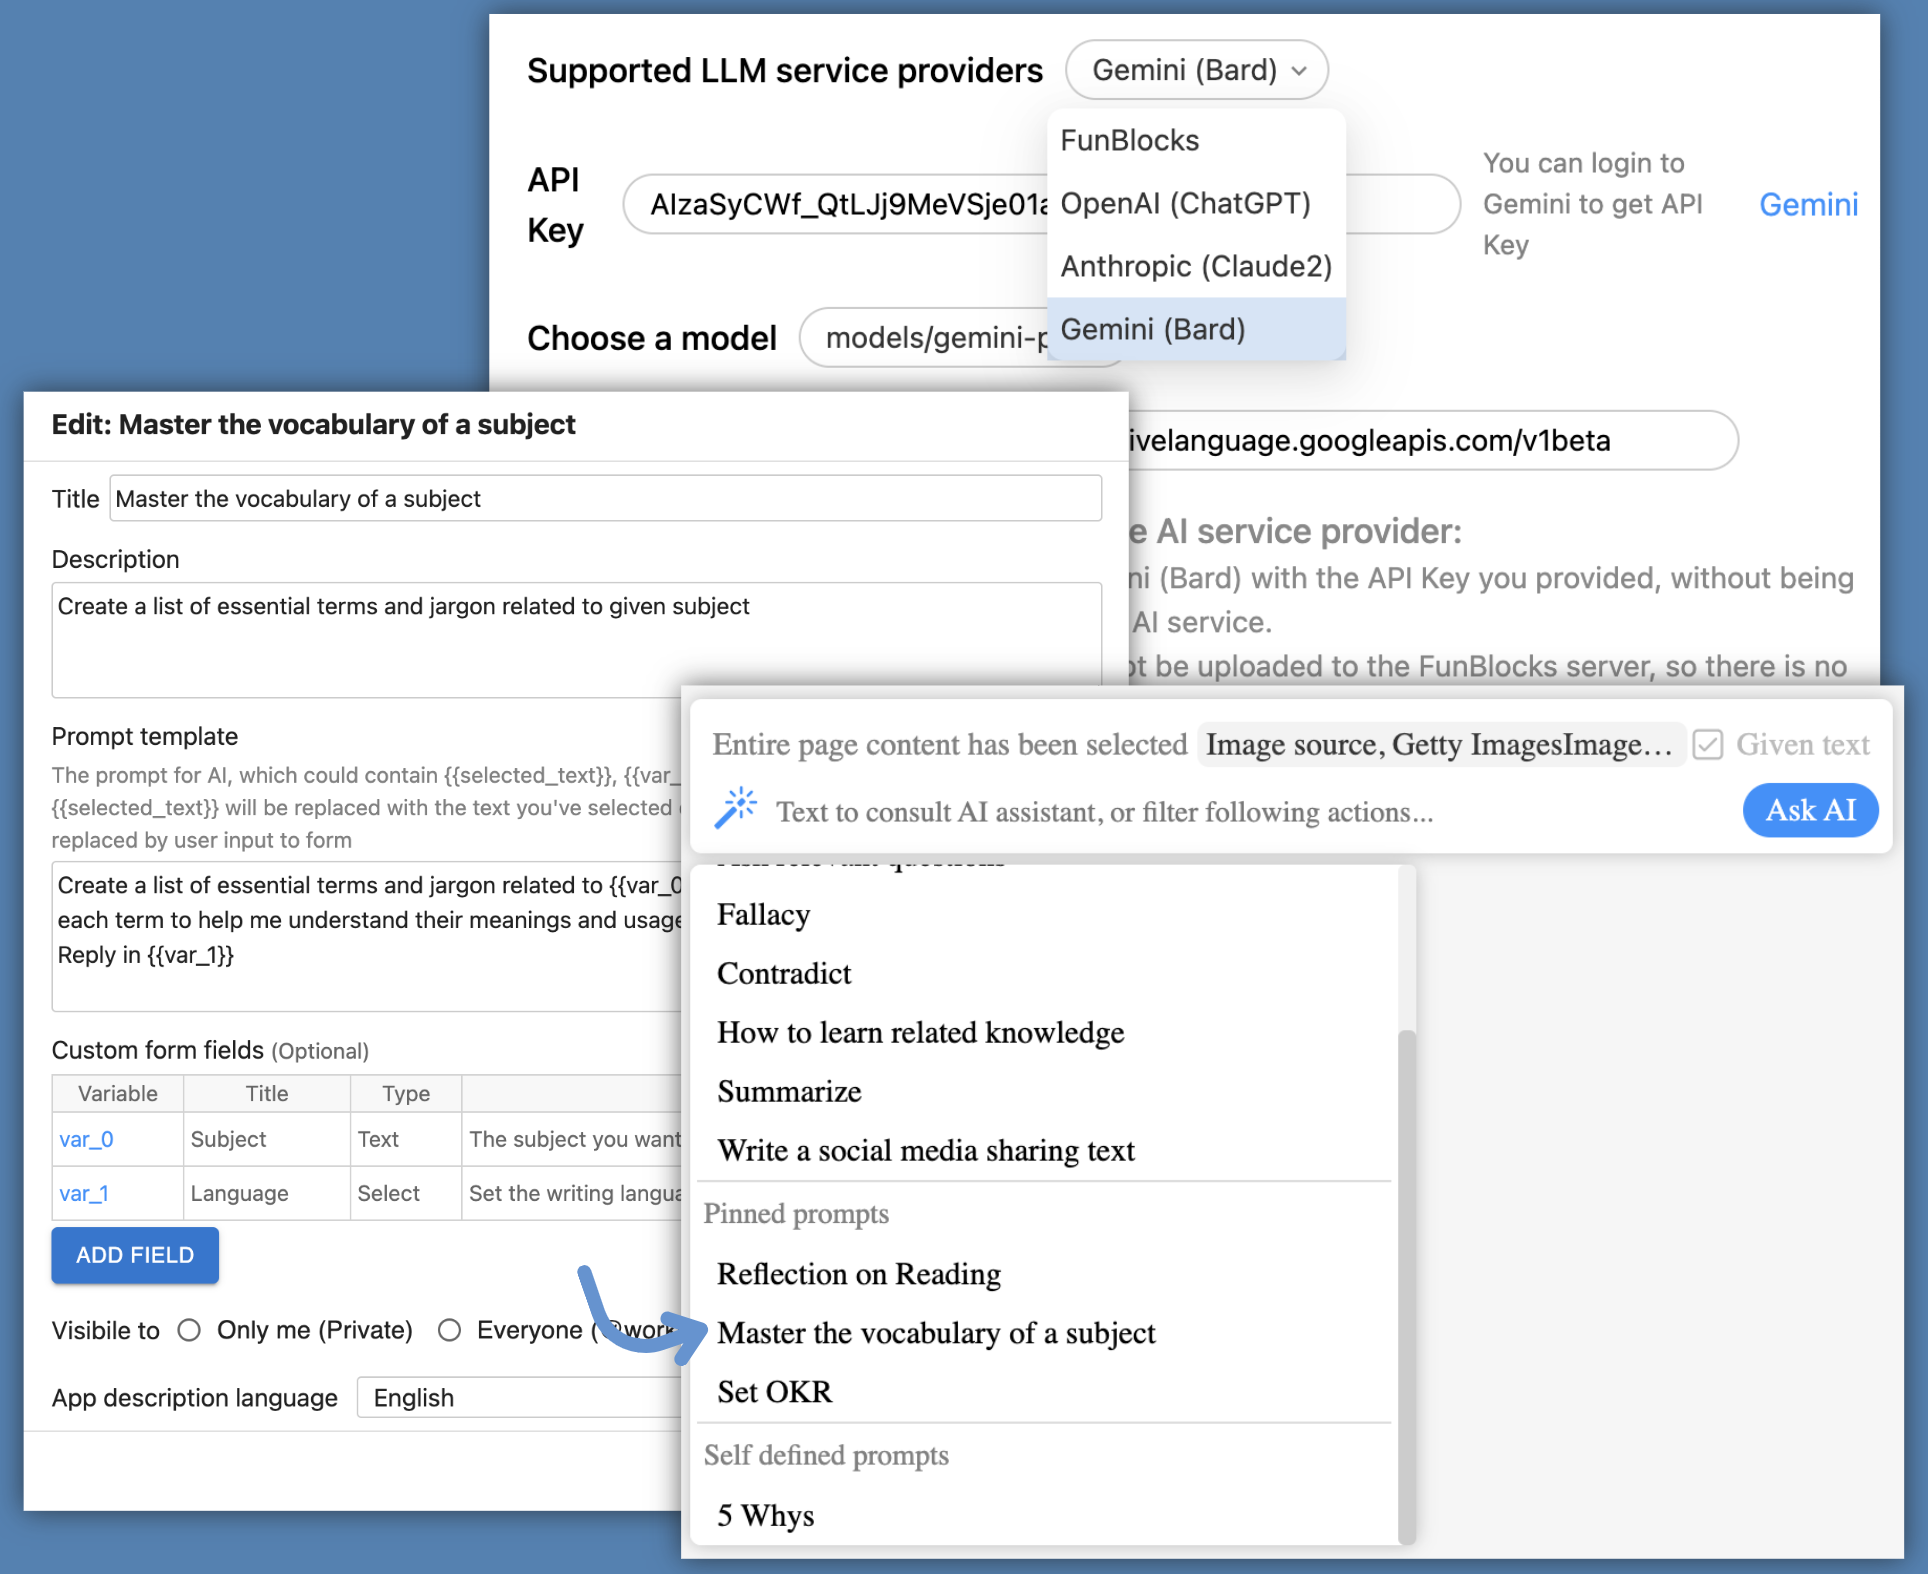 Supported LLM service providers
Gemini (Bard)
FunBlocks
OpenAI (ChatGPT)
Anthropic (Claude2)
Gemini (Bard)
API
Key
AIzaSyCWf_QtLJj9MeVSje01
You can login to
Gemini to get API
Key
Gemini
Choose a model
models/gemini-p
ivelanguage.googleapis.com/v1beta
e AI service provider:
ni (Bard) with the API Key you provided, without being
AI service.
ot be uploaded to the FunBlocks server, so there is no
Edit: Master the vocabulary of a subject
Title
Master the vocabulary of a subject
Description
Create a list of essential terms and jargon related to given subject
Prompt template
The prompt for AI, which could contain {{selected_text}}, {{var_
{{selected_text}} will be replaced with the text you've selected
replaced by user input to form
Create a list of essential terms and jargon related to {{var_0
each term to help me understand their meanings and usage
Reply in {{var_1}}
Custom form fields (Optional)
Variable Title Type
var_0 Subject Text The subject you want
var_1 Language Select Set the writing langua
ADD FIELD
Visibile to Only me (Private) Everyone (@work
App description language English
Entire page content has been selected Image source, Getty ImagesImage... Given text
Text to consult AI assistant, or filter following actions...
Ask AI
Fallacy
Contradict
How to learn related knowledge
Summarize
Write a social media sharing text
Pinned prompts
Reflection on Reading
Master the vocabulary of a subject
Set OKR
Self defined prompts
5 Whys